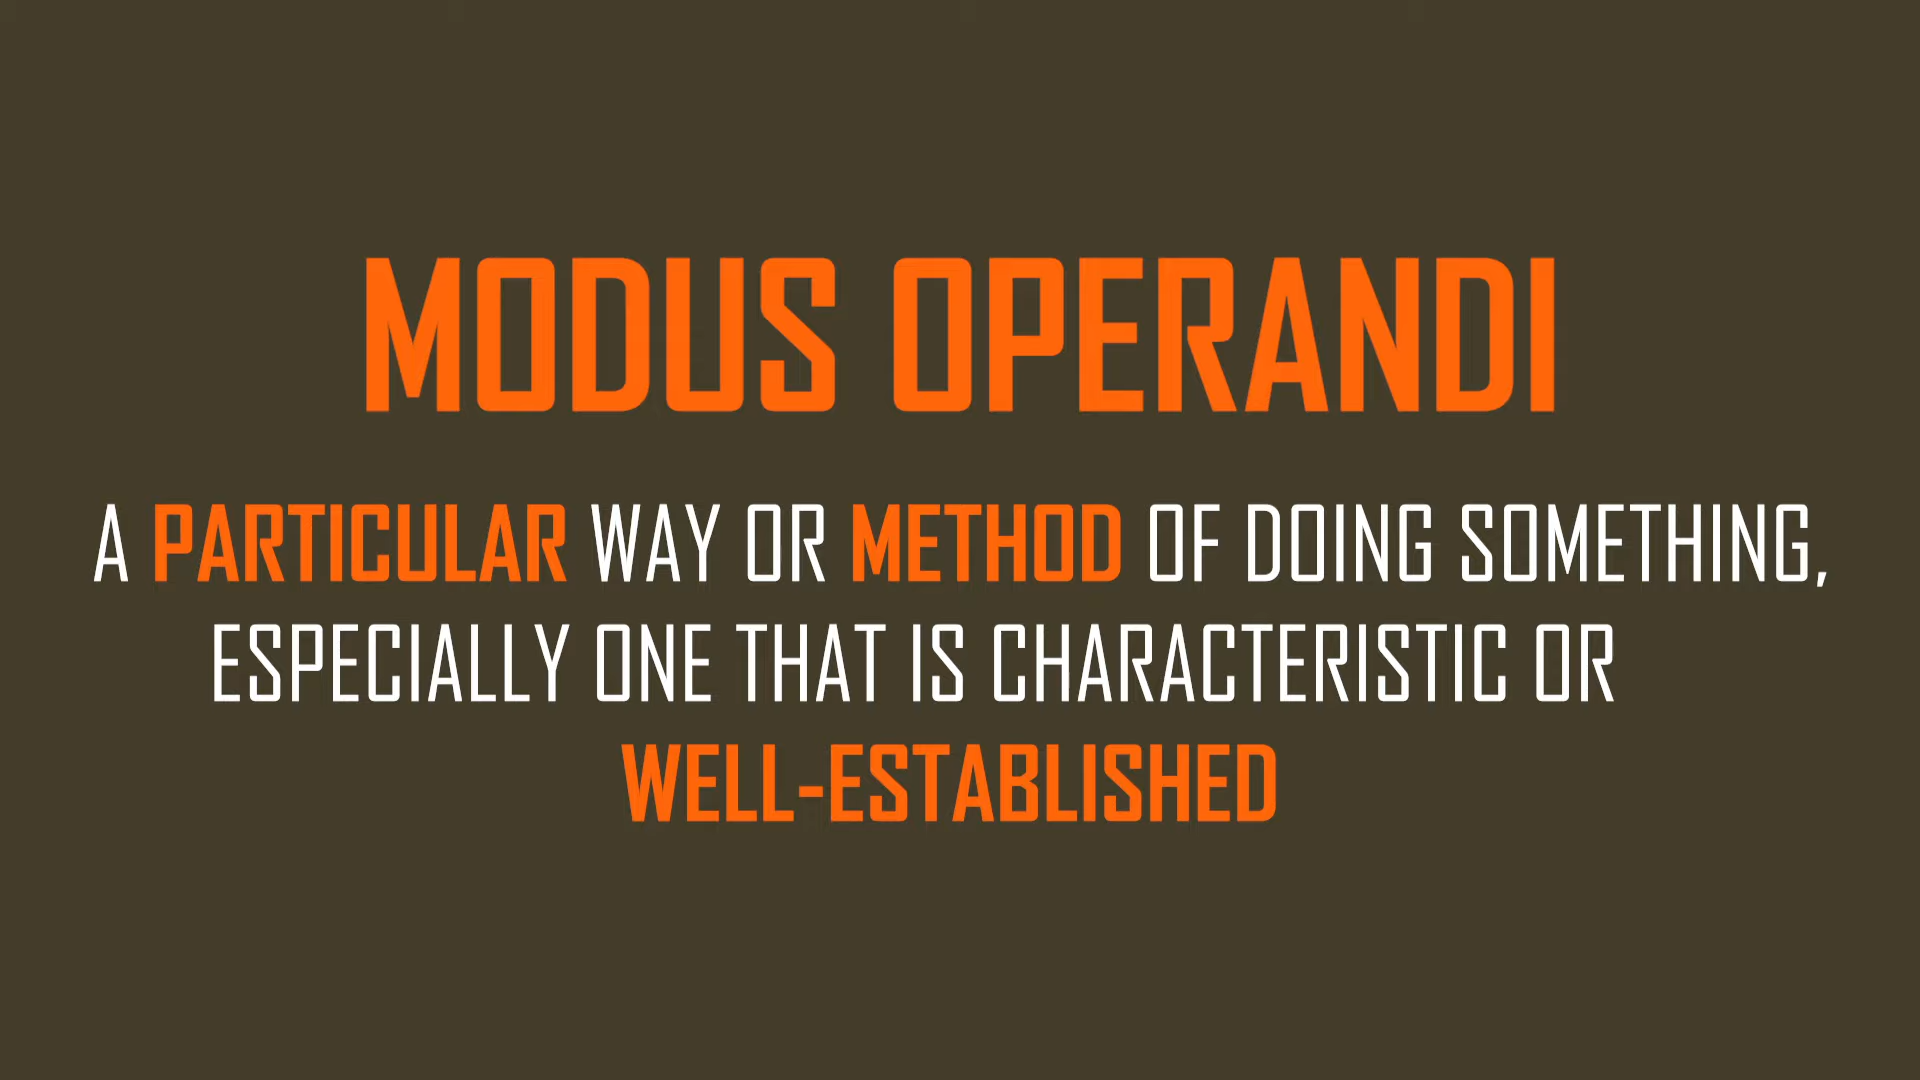 MODUS OPERANDI
A PARTICULAR WAY OR METHOD OF DOING SOMETHING,
ESPECIALLY ONE THAT IS CHARACTERISTIC OR
WELL-ESTABLISHED